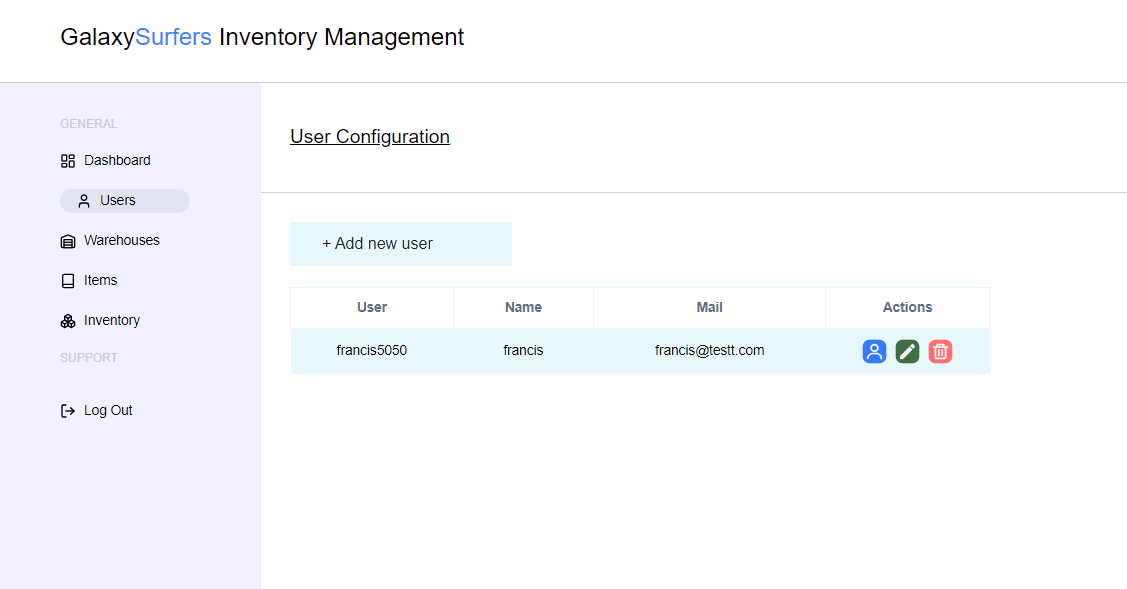 GalaxySurfers Inventory Management
GENERAL
Dashboard
Users
Warehouses
Items
Inventory
SUPPORT
Log Out
User Configuration
+ Add new user
User Name Mail Actions
francis5050 francis francis@testt.com